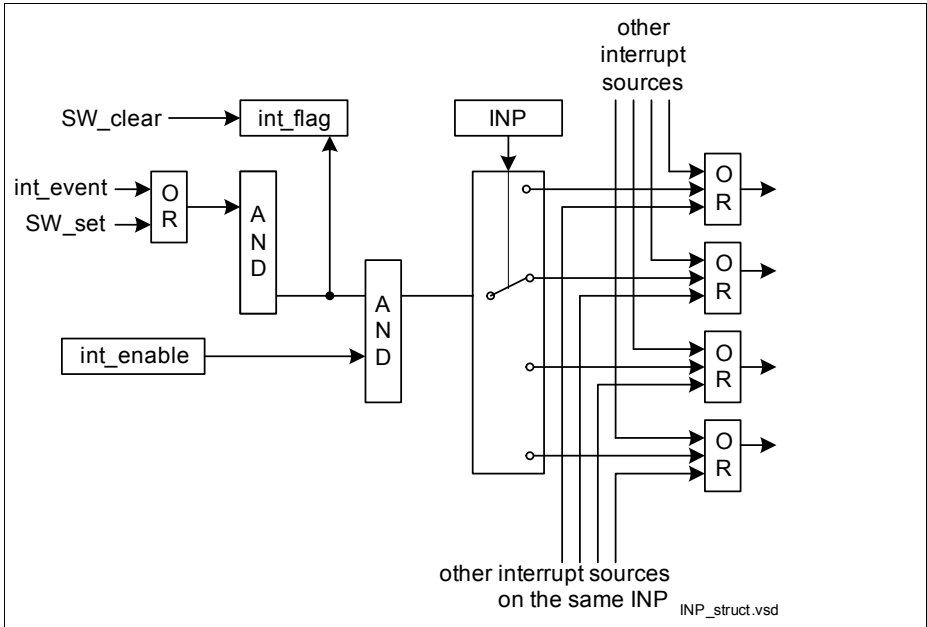 other
interrupt
sources
SW_clear
int_flag
INP
int_event
SW_set
O
R
A
N
D
int_enable
A
N
D
O
R
O
R
O
R
O
R
other interrupt sources
on the same INP
INP_struct.vsd